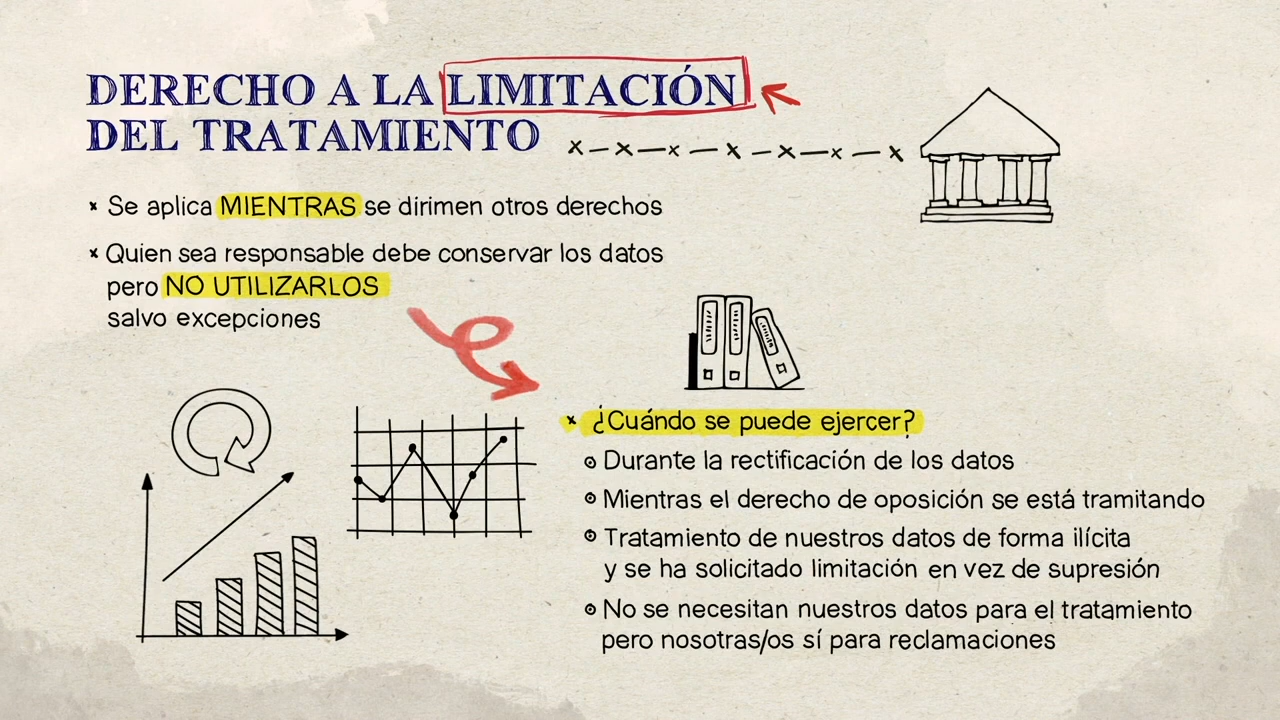 DERECHO A LA LIMITACIÓN
DEL TRATAMIENTO
Se aplica MIENTRAS se dirimen otros derechos
Quien sea responsable debe conservar los datos
pero NO UTILIZARLOS
salvo excepciones
¿Cuándo se puede ejercer?
Durante la rectificación de los datos
Mientras el derecho de oposición se está tramitando
Tratamiento de nuestros datos de forma ilícita
y se ha solicitado limitación en vez de supresión
No se necesitan nuestros datos para el tratamiento
pero nosotras/os sí para reclamaciones